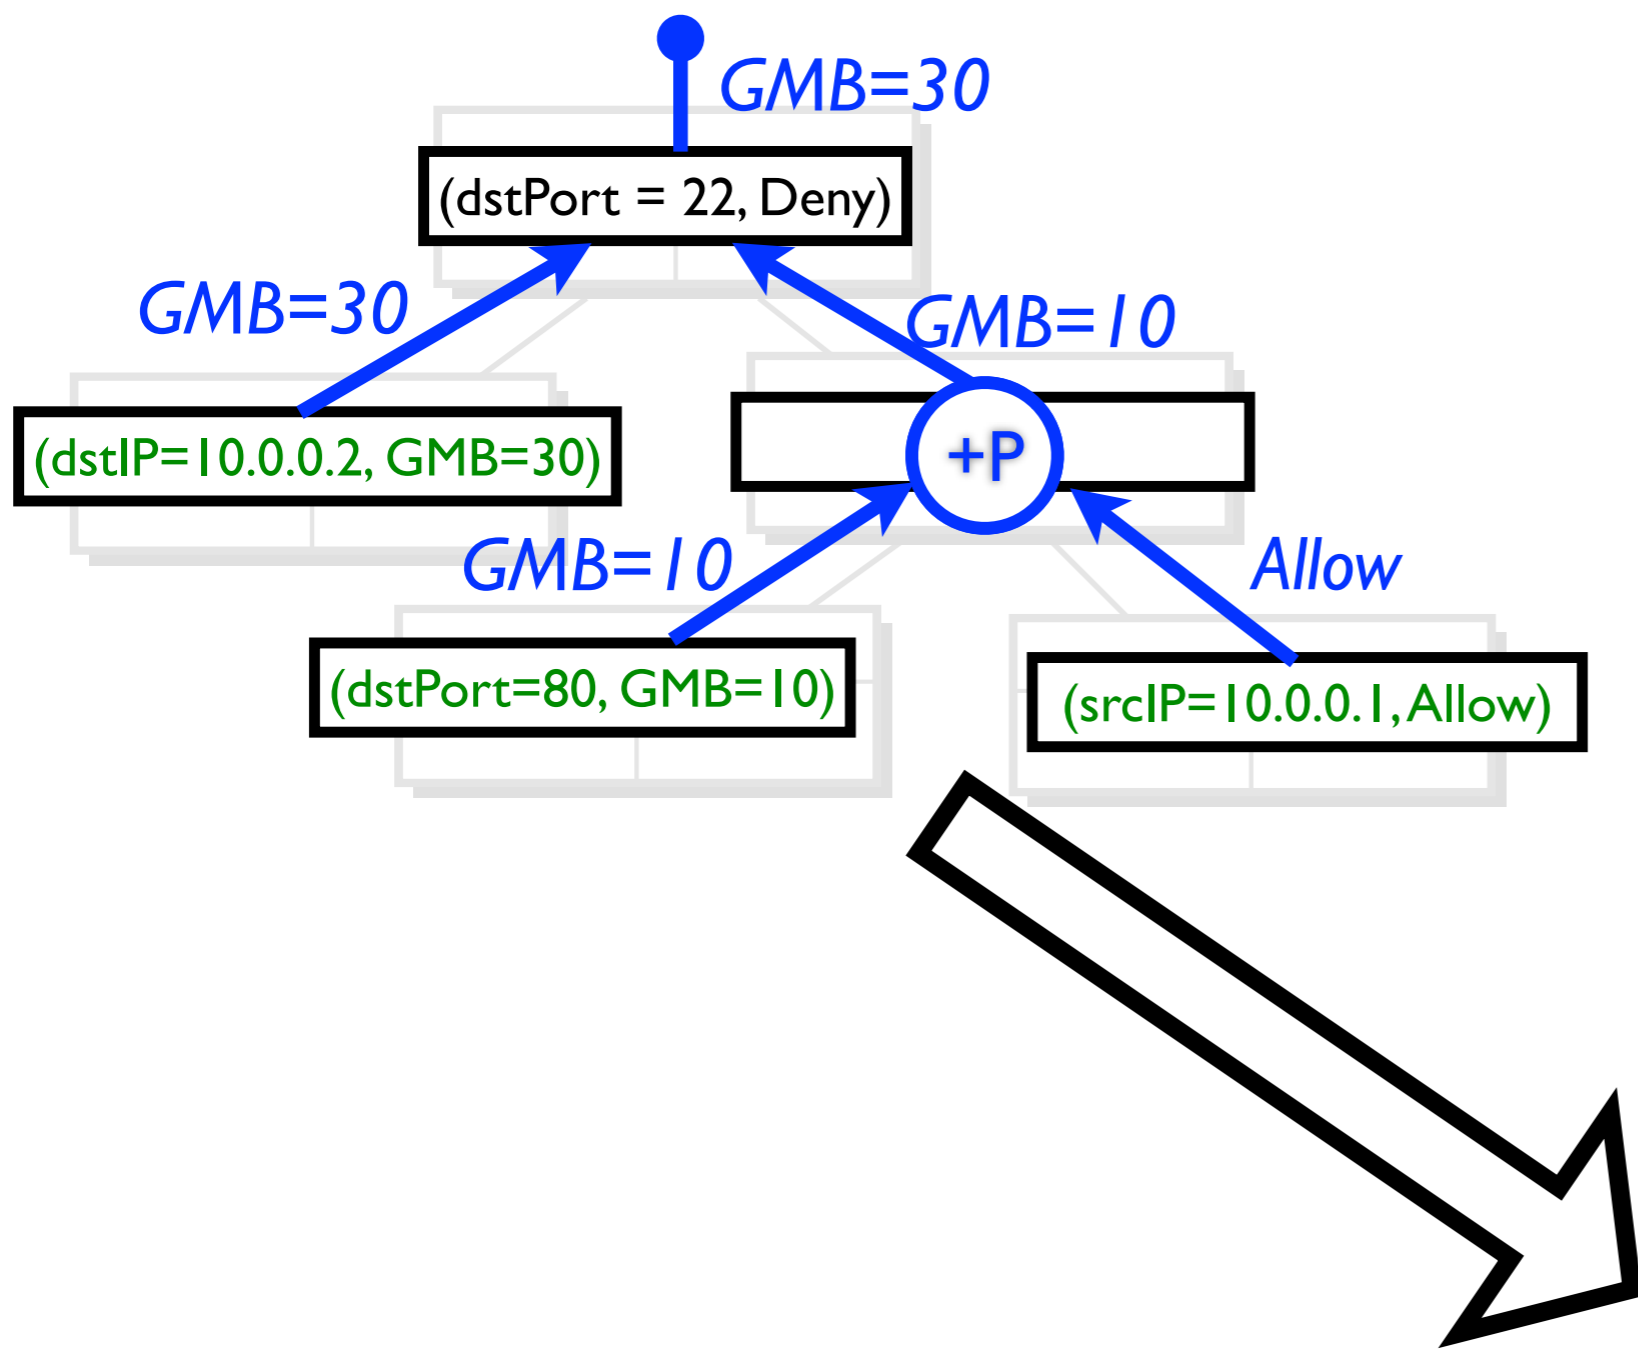 GMB=30
(dstPort = 22, Deny)
GMB=30
GMB=10
(dstIP=10.0.0.2, GMB=30)
+P
GMB=10
Allow
(dstPort=80, GMB=10)
(srcIP=10.0.0.1, Allow)